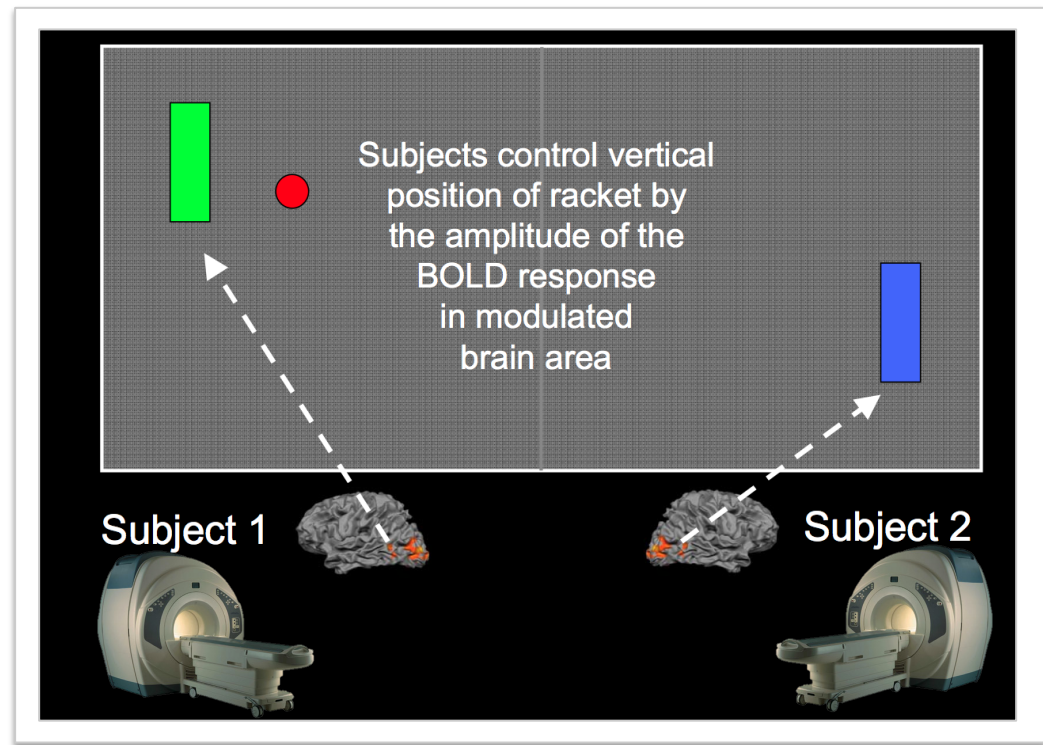 Subjects control vertical
position of racket by
the amplitude of the
BOLD response
in modulated
brain area
Subject 1
Subject 2